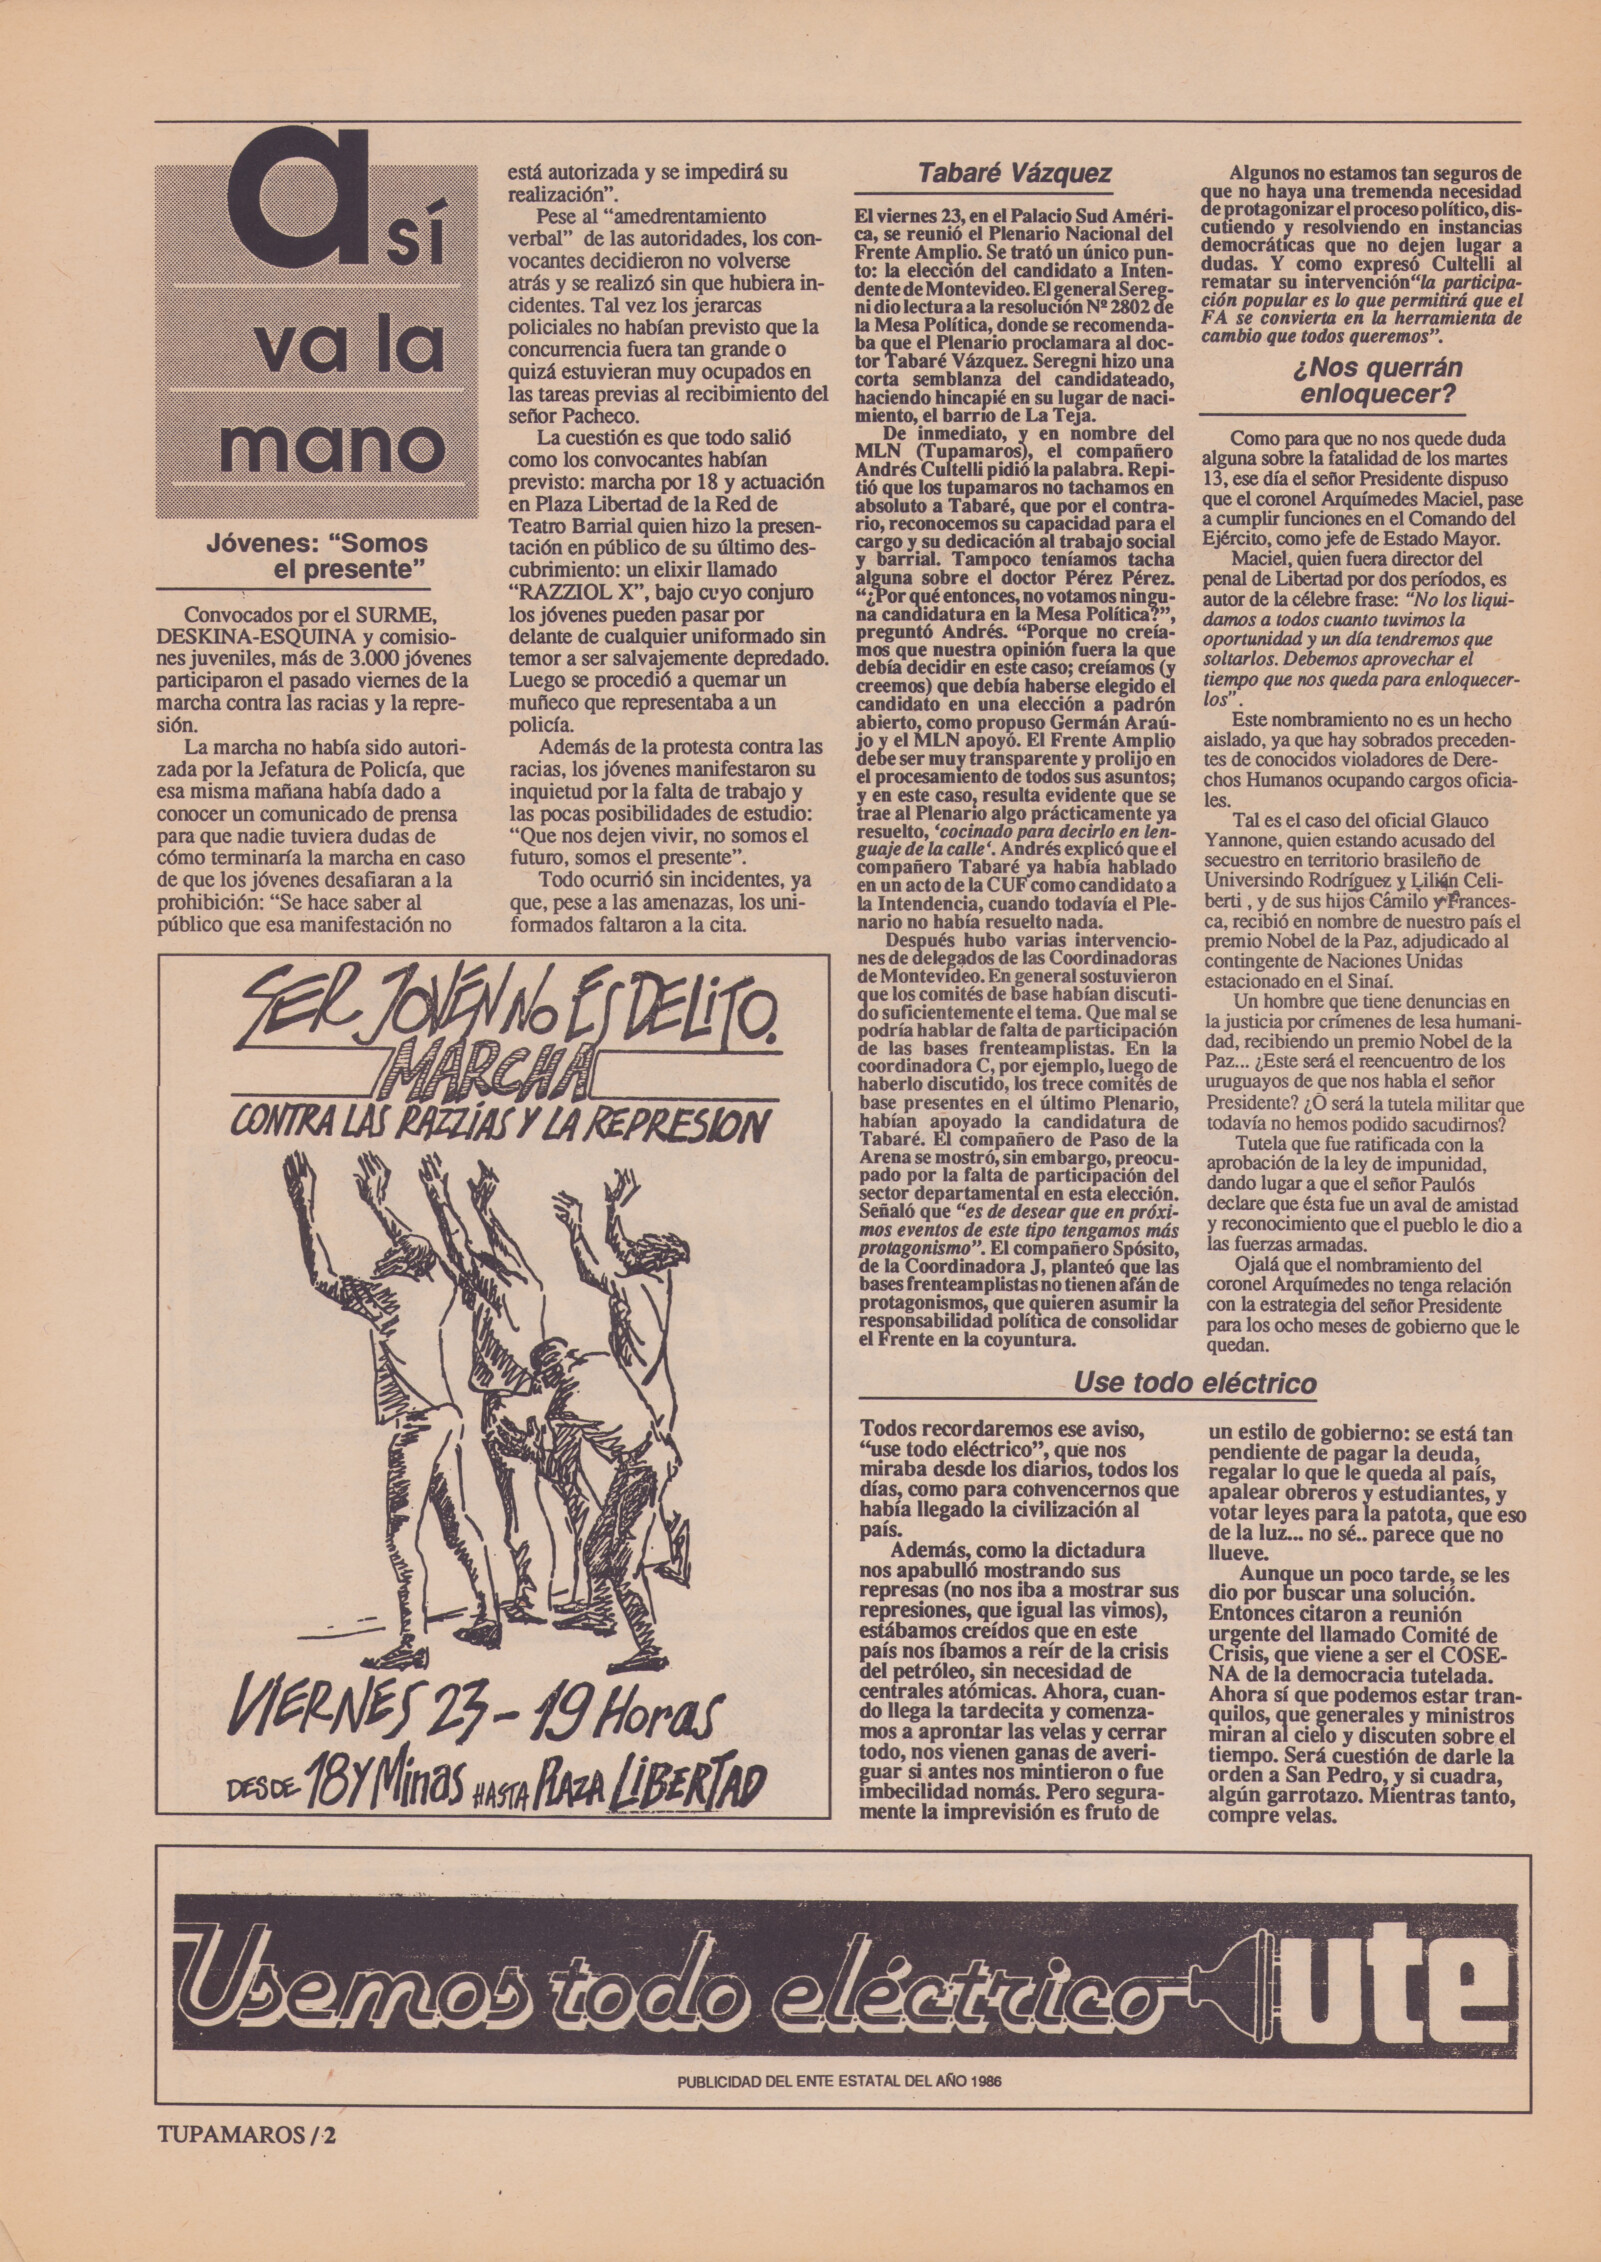 así
va la
mano
Jóvenes: “Somos
el presente”
Convocados por el SURME,
DESKINA-ESQUINA y comisio-
nes juveniles, más de 3.000 jóvenes
participaron el pasado viernes de la
marcha contra las racias y la repre-
sión.
La marcha no había sido autori-
zada por la Jefatura de Policía, que
esa misma mañana había dado a
conocer un comunicado de prensa
para que nadie tuviera dudas de
cómo terminaría la marcha en caso
de que los jóvenes desafiaran a la
prohibición: “Se hace saber al
público que esa manifestación no
está autorizada y se impedirá su
realización”.
Pese al “amedrentamiento
verbal” de las autoridades, los con-
vocantes decidieron no volverse
atrás y se realizó sin que hubiera in-
cidentes. Tal vez los jerarcas
policiales no habían previsto que la
concurrencia fuera tan grande o
quizá estuvieran muy ocupados en
las tareas previas al recibimiento del
señor Pacheco.
La cuestión es que todo salió
como los convocantes habían
previsto: marcha por 18 y actuación
en Plaza Libertad de la Red de
Teatro Barrial quien hizo la presen-
tación en público de su último des-
cubrimiento: un elixir llamado
“RAZZIOL X”, bajo cuyo conjuro
los jóvenes pueden pasar por
delante de cualquier uniformado sin
temor a ser salvajemente depredado.
Luego se procedió a quemar un
muñeco que representaba a un
policía.
Además de la protesta contra las
racias, los jóvenes manifestaron su
inquietud por la falta de trabajo y
las pocas posibilidades de estudio:
“Que nos dejen vivir, no somos el
futuro, somos el presente”.
Todo ocurrió sin incidentes, ya
que, pese a las amenazas, los uni-
formados faltaron a la cita.
SER JOVEN NO ES DELITO.
MARCHA
CONTRA LAS RAZZIAS Y LA REPRESION
VIERNES 23 - 19 Horas
DESDE 18 Y Minas HASTA PLAZA LIBERTAD
Tabaré Vázquez
El viernes 23, en el Palacio Sud Améri-
ca, se reunió el Plenario Nacional del
Frente Amplio. Se trató un único pun-
to: la elección del candidato a Inten-
dente de Montevideo. El general Sereg-
ni dio lectura a la resolución Nº 2802 de
la Mesa Política, donde se recomenda-
ba que el Plenario proclamara al doc-
tor Tabaré Vázquez. Seregni hizo una
corta semblanza del candidateado,
haciendo hincapié en su lugar de naci-
miento, el barrio de La Teja.
De inmediato, y en nombre del
MLN (Tupamaros), el compañero
Andrés Cultelli pidió la palabra. Repi-
tió que los tupamaros no tachamos en
absoluto a Tabaré, que por el contra-
rio, reconocemos su capacidad para el
cargo y su dedicación al trabajo social
y barrial. Tampoco teníamos tacha
alguna sobre el doctor Pérez Pérez.
“¿Por qué entonces, no votamos ningu-
na candidatura en la Mesa Política?”,
preguntó Andrés. “Porque no creía-
mos que nuestra opinión fuera la que
debía decidir en este caso; creíamos (y
creemos) que debía haberse elegido el
candidato en una elección a padrón
abierto, como propuso Germán Araú-
jo y el MLN apoyó. El Frente Amplio
debe ser muy transparente y prolijo en
el procesamiento de todos sus asuntos;
y en este caso, resulta evidente que se
trae al Plenario algo prácticamente ya
resuelto, ‘cocinado para decirlo en len-
guaje de la calle‘. Andrés explicó que el
compañero Tabaré ya había hablado
en un acto de la CUF como candidato a
la Intendencia, cuando todavía el Ple-
nario no había resuelto nada.
Después hubo varias intervencio-
nes de delegados de las Coordinadoras
de Montevideo. En general sostuvieron
que los comités de base habían discuti-
do suficientemente el tema. Que mal se
podría hablar de falta de participación
de las bases frenteamplistas. En la
coordinadora C, por ejemplo, luego de
haberlo discutido, los trece comités de
base presentes en el último Plenario,
habían apoyado la candidatura de
Tabaré. El compañero de Paso de la
Arena se mostró, sin embargo, preocu-
pado por la falta de participación del
sector departamental en esta elección.
Señaló que “es de desear que en próxi-
mos eventos de este tipo tengamos más
protagonismo”. El compañero Spósito,
de la Coordinadora J, planteó que las
bases frenteamplistas no tienen afán de
protagonismos, que quieren asumir la
responsabilidad política de consolidar
el Frente en la coyuntura.
Algunos no estamos tan seguros de
que no haya una tremenda necesidad
de protagonizar el proceso político, dis-
cutiendo y resolviendo en instancias
democráticas que no dejen lugar a
dudas. Y como expresó Cultelli al
rematar su intervención“la participa-
ción popular es lo que permitirá que el
FA se convierta en la herramienta de
cambio que todos queremos”.
¿Nos querrán
enloquecer?
Como para que no nos quede duda
alguna sobre la fatalidad de los martes
13, ese día el señor Presidente dispuso
que el coronel Arquímedes Maciel, pase
a cumplir funciones en el Comando del
Ejército, como jefe de Estado Mayor.
Maciel, quien fuera director del
penal de Libertad por dos períodos, es
autor de la célebre frase: “No los liqui-
damos a todos cuanto tuvimos la
oportunidad y un día tendremos que
soltarlos. Debemos aprovechar el
tiempo que nos queda para enloquecer-
los”.
Este nombramiento no es un hecho
aislado, ya que hay sobrados preceden-
tes de conocidos violadores de Dere-
chos Humanos ocupando cargos oficia-
les.
Tal es el caso del oficial Glauco
Yannone, quien estando acusado del
secuestro en territorio brasileño de
Universindo Rodríguez y Lilián Celi-
berti , y de sus hijos Cámilo y Frances-
ca, recibió en nombre de nuestro país el
premio Nobel de la Paz, adjudicado al
contingente de Naciones Unidas
estacionado en el Sinaí.
Un hombre que tiene denuncias en
la justicia por crímenes de lesa humani-
dad, recibiendo un premio Nobel de la
Paz... ¿Este será el reencuentro de los
uruguayos de que nos habla el señor
Presidente? ¿O será la tutela militar que
todavía no hemos podido sacudirnos?
Tutela que fue ratificada con la
aprobación de la ley de impunidad,
dando lugar a que el señor Paulós
declare que ésta fue un aval de amistad
y reconocimiento que el pueblo le dio a
las fuerzas armadas.
Ojalá que el nombramiento del
coronel Arquímedes no tenga relación
con la estrategia del señor Presidente
para los ocho meses de gobierno que le
quedan.
Use todo eléctrico
Todos recordaremos ese aviso,
“use todo eléctrico”, que nos
miraba desde los diarios, todos los
días, como para convencernos que
había llegado la civilización al
país.
Además, como la dictadura
nos apabulló mostrando sus
represas (no nos iba a mostrar sus
represiones, que igual las vimos),
estábamos creídos que en este
país nos íbamos a reír de la crisis
del petróleo, sin necesidad de
centrales atómicas. Ahora, cuan-
do llega la tardecita y comenza-
mos a aprontar las velas y cerrar
todo, nos vienen ganas de averi-
guar si antes nos mintieron o fue
imbecilidad nomás. Pero segura-
mente la imprevisión es fruto de
un estilo de gobierno: se está tan
pendiente de pagar la deuda,
regalar lo que le queda al país,
apalear obreros y estudiantes, y
votar leyes para la patota, que eso
de la luz... no sé.. parece que no
llueve.
Aunque un poco tarde, se les
dio por buscar una solución.
Entonces citaron a reunión
urgente del llamado Comité de
Crisis, que viene a ser el COSE-
NA de la democracia tutelada.
Ahora sí que podemos estar tran-
quilos, que generales y ministros
miran al cielo y discuten sobre el
tiempo. Será cuestión de darle la
orden a San Pedro, y si cuadra,
algún garrotazo. Mientras tanto,
compre velas.
Usemos todo eléctrico ute
PUBLICIDAD DEL ENTE ESTATAL DEL AÑO 1986
TUPAMAROS / 2